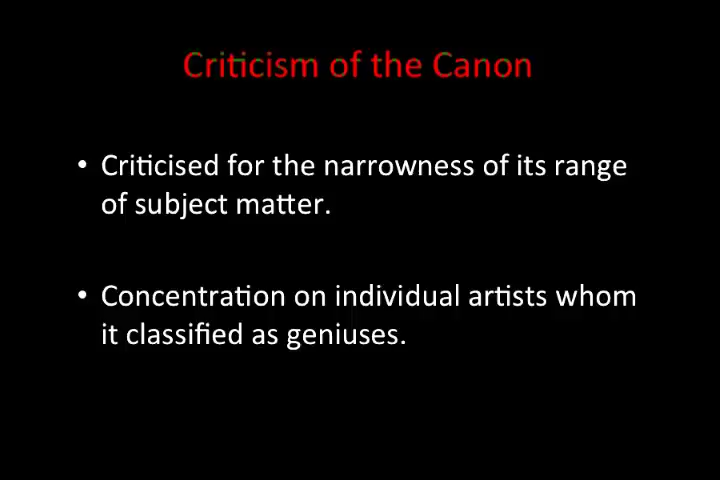 Criticism of the Canon
• Criticised for the narrowness of its range
of subject matter.
• Concentration on individual artists whom
it classified as geniuses.